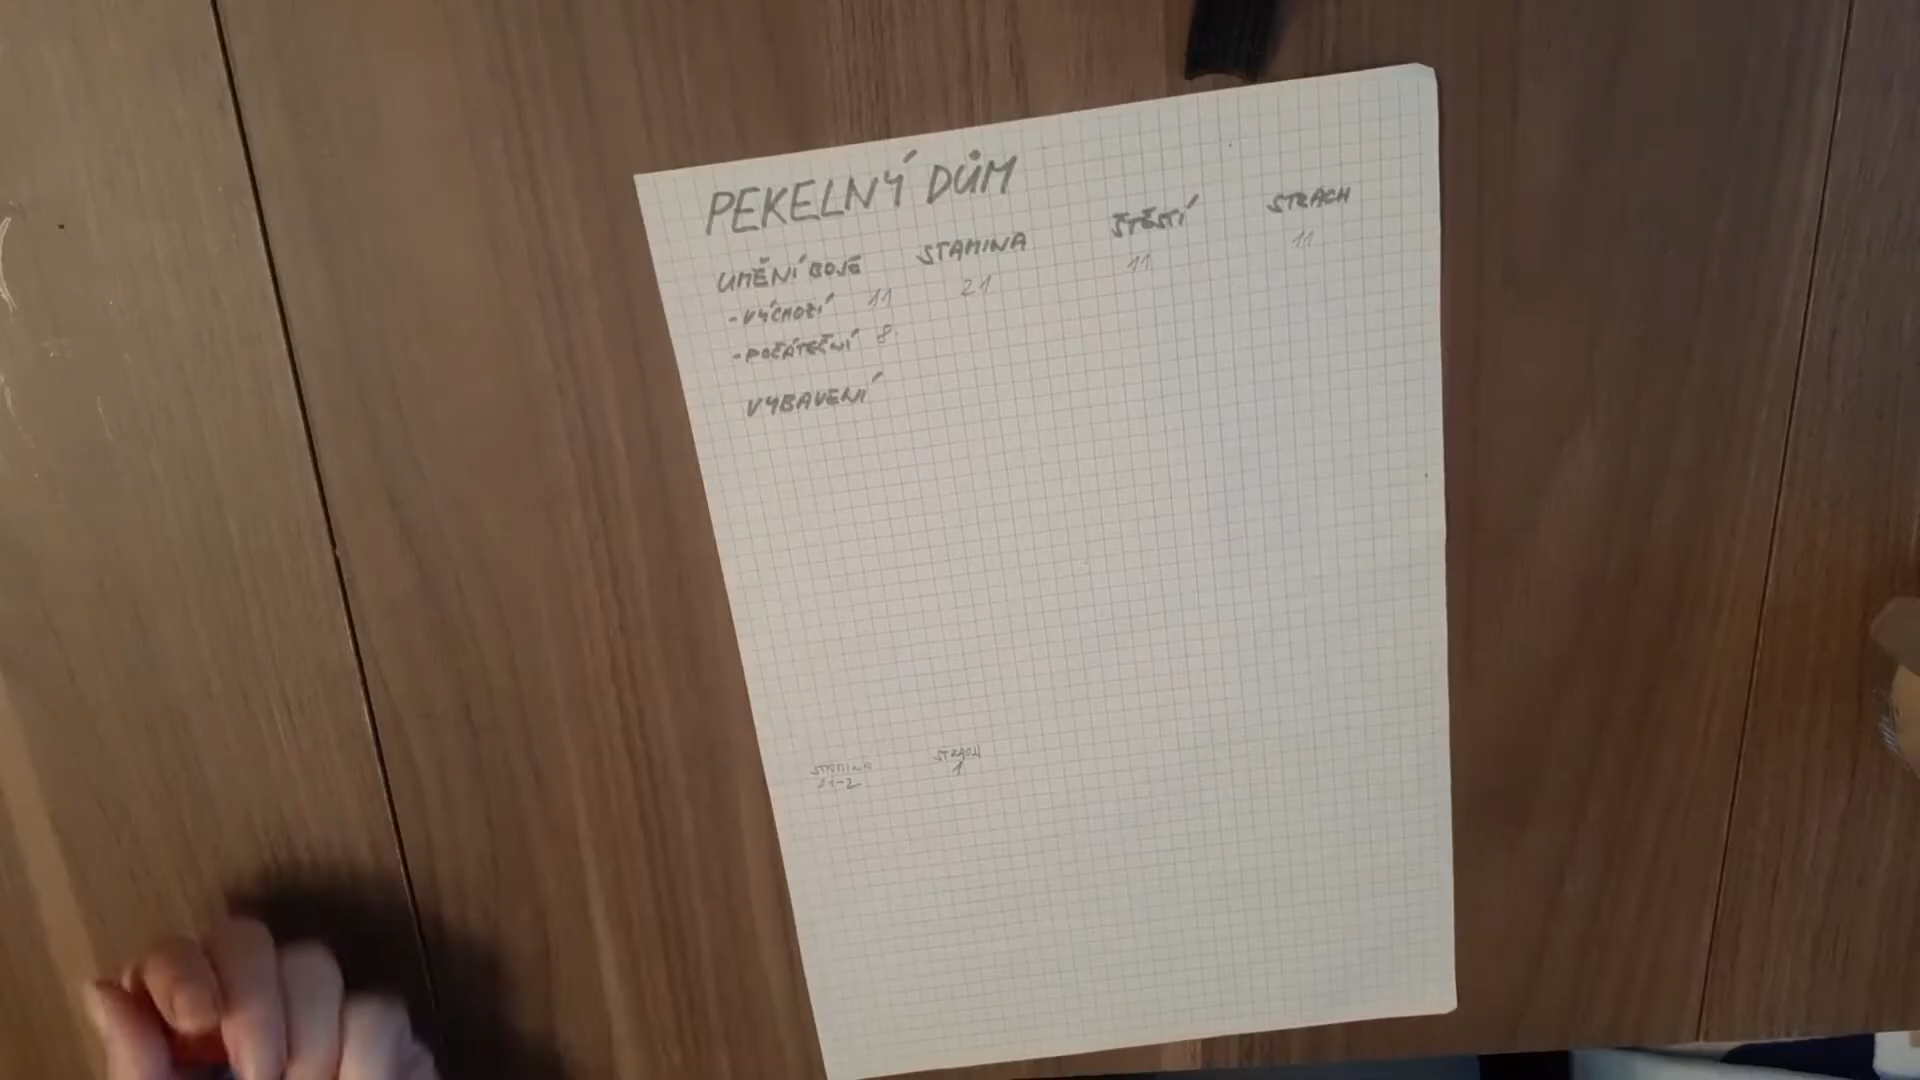 PEKELNÝ DŮM
UMĚNÍ BOJE STAMINA ŠTĚSTÍ STRACH
-VÝCHOZÍ 11 21 11 11
-POČÁTEČNÍ 8
VYBAVENÍ
STAMINA STRACH
21-2 1